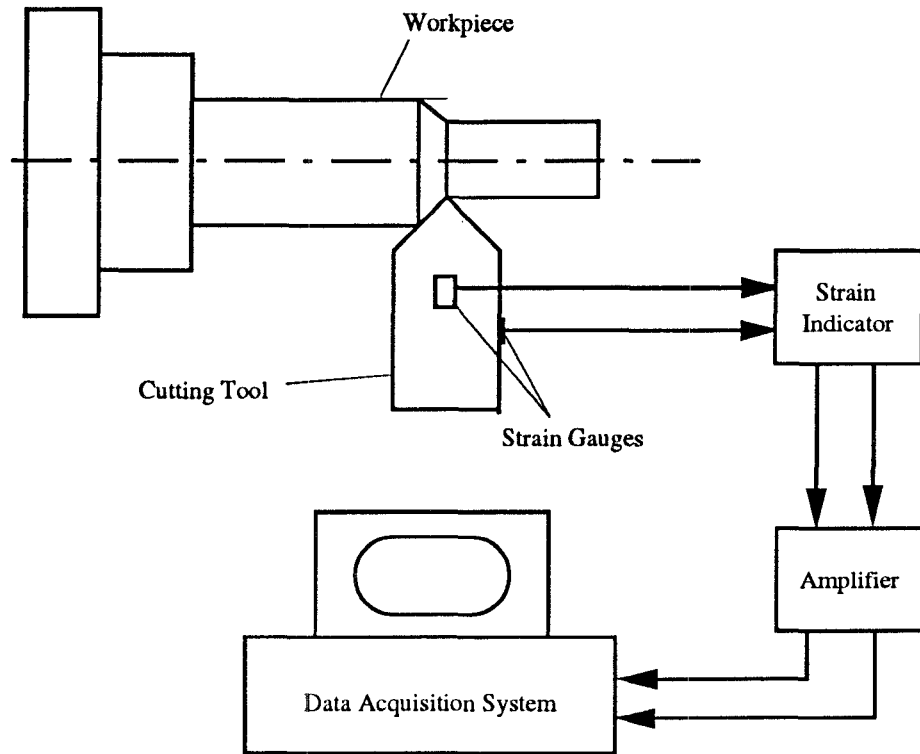 Workpiece
Strain
Indicator
Cutting Tool
Strain Gauges
Amplifier
Data Acquisition System